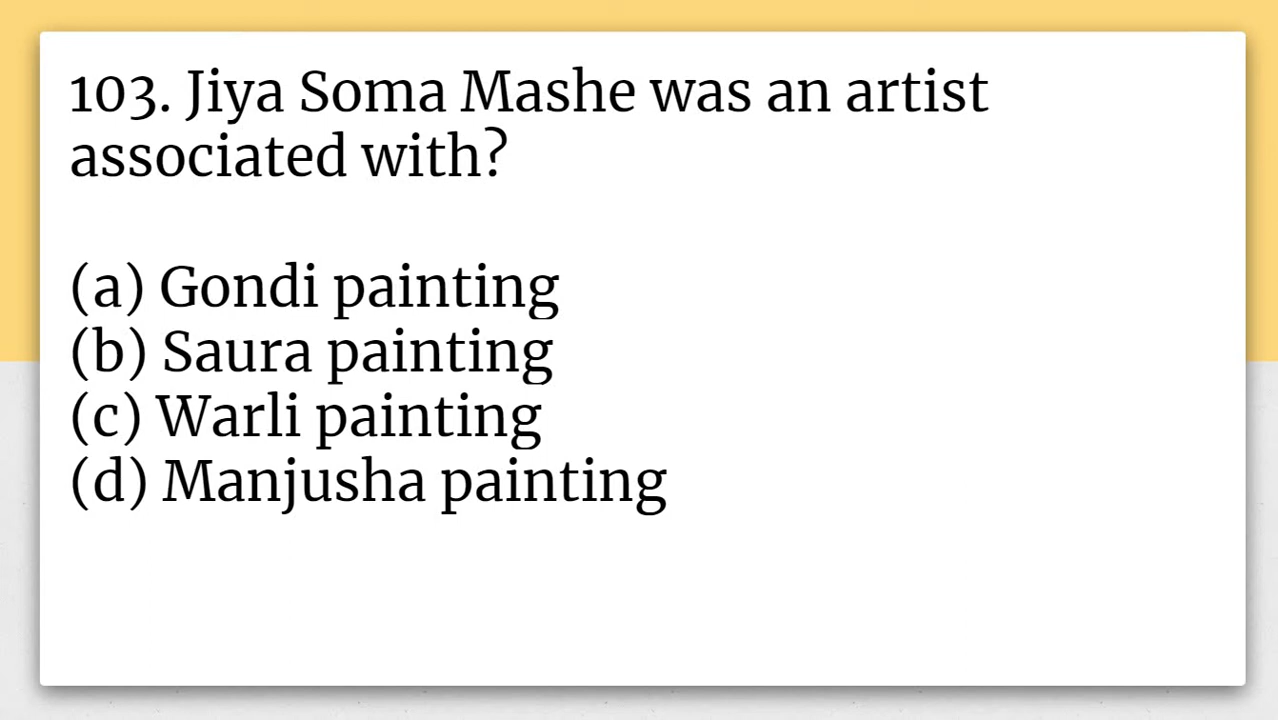 103. Jiya Soma Mashe was an artist
associated with?
(a) Gondi painting
(b) Saura painting
(c) Warli painting
(d) Manjusha painting